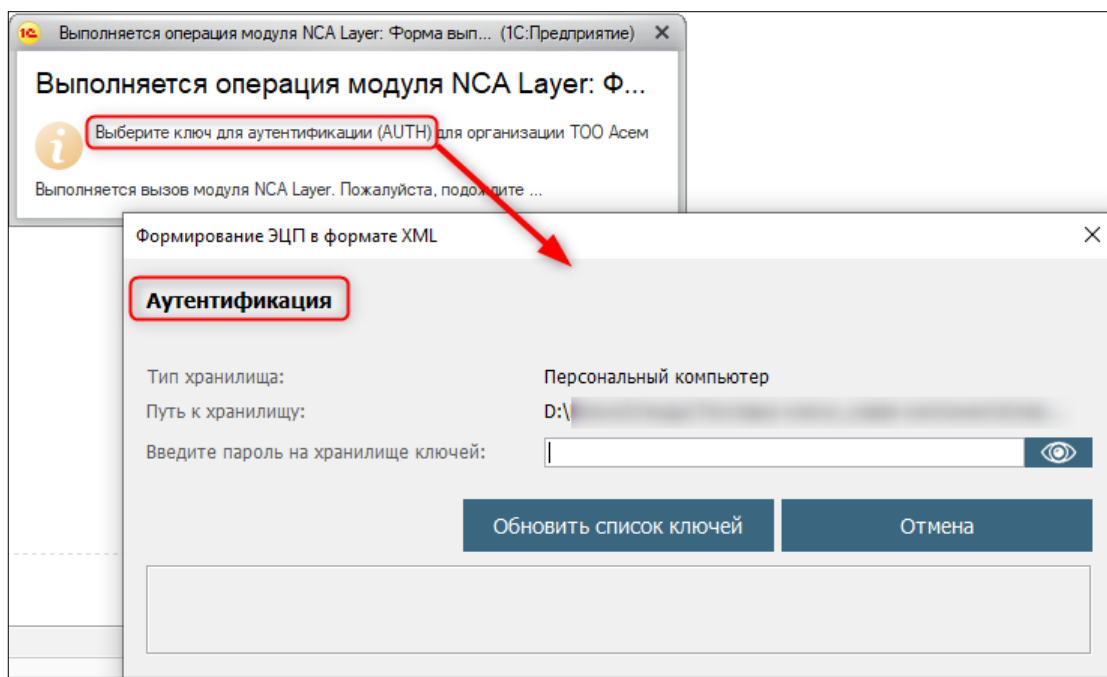 1С Выполняется операция модуля NCA Layer: Форма вып... (1С:Предприятие)
Выполняется операция модуля NCA Layer: Ф...
Выберите ключ для аутентификации (AUTH) для организации ТОО Асем
Выполняется вызов модуля NCA Layer. Пожалуйста, подождите ...
Формирование ЭЦП в формате XML
Аутентификация
Тип хранилища: Персональный компьютер
Путь к хранилищу: D:\
Введите пароль на хранилище ключей:
Обновить список ключей Отмена